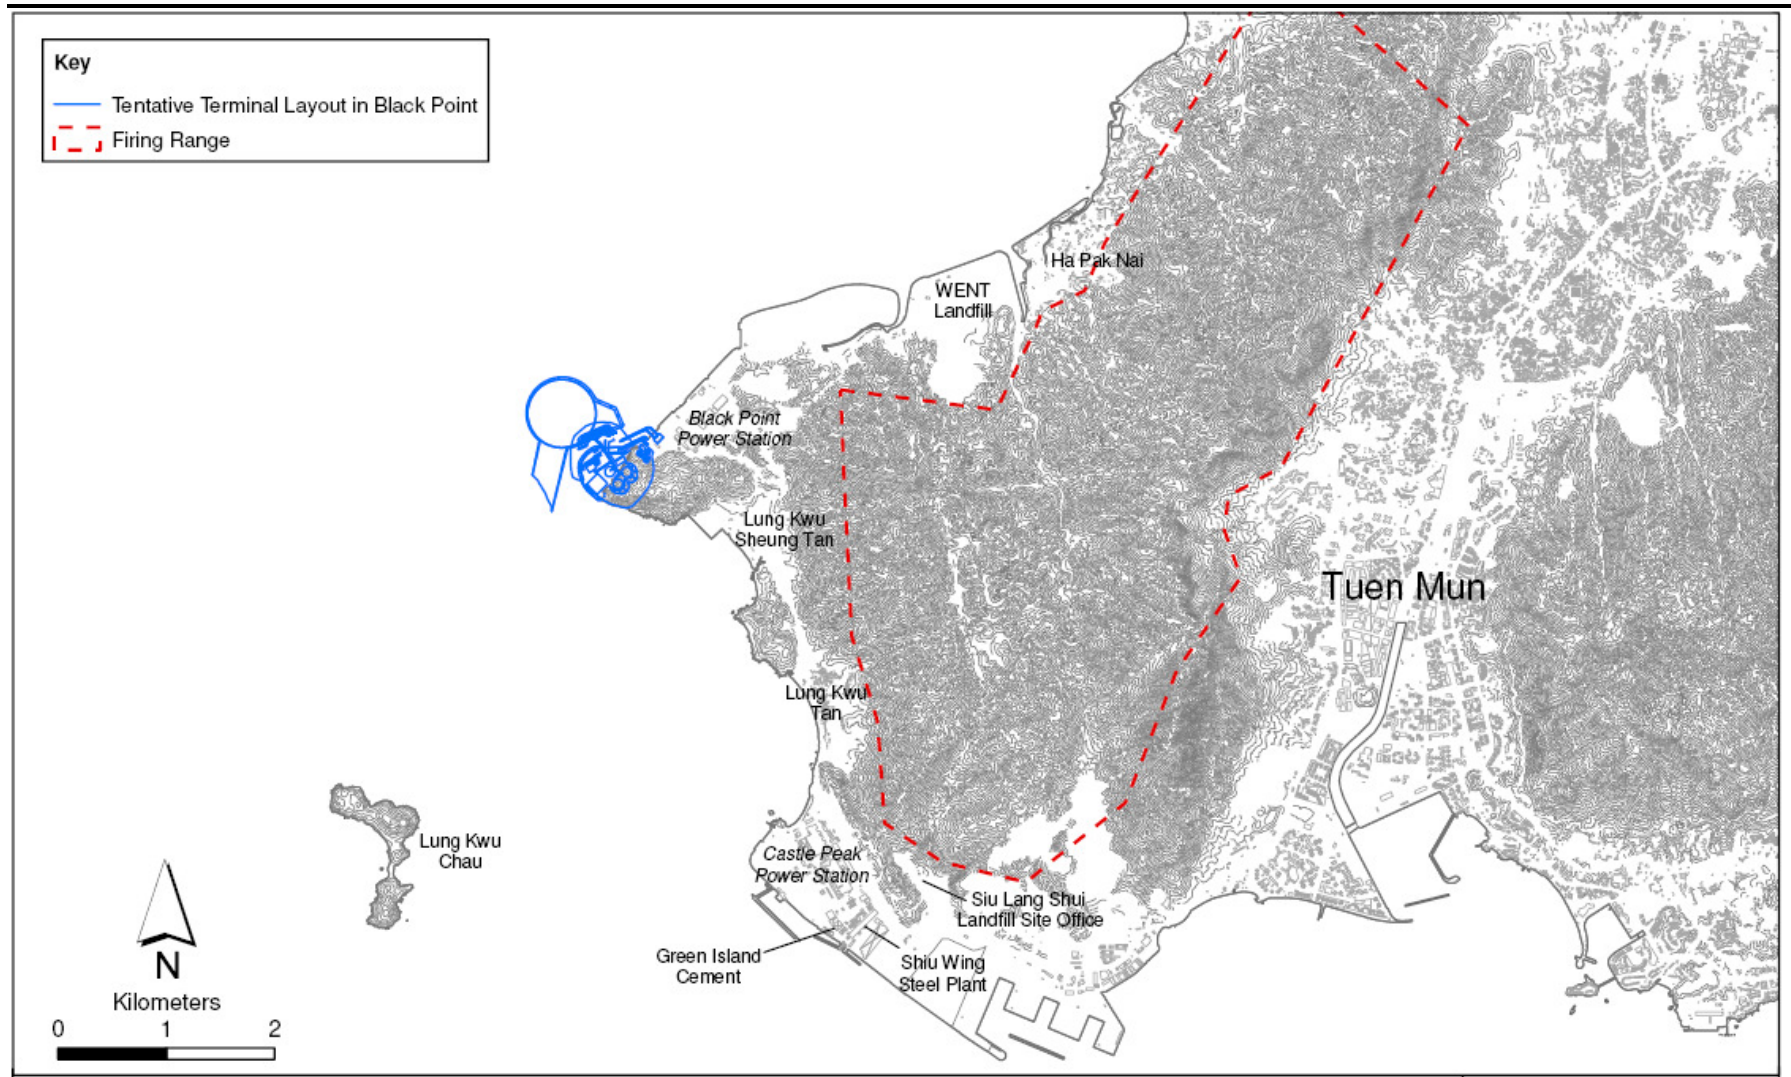 Key
Tentative Terminal Layout in Black Point
Firing Range
Ha Pak Nai
WENT
Landfill
Black Point
Power Station
Lung Kwu
Sheung Tan
Tuen Mun
Lung Kwu
Tan
Lung Kwu
Chau
Castle Peak
Power Station
Siu Lang Shui
Landfill Site Office
Green Island
Cement
Shiu Wing
Steel Plant
N
Kilometers
0 1 2